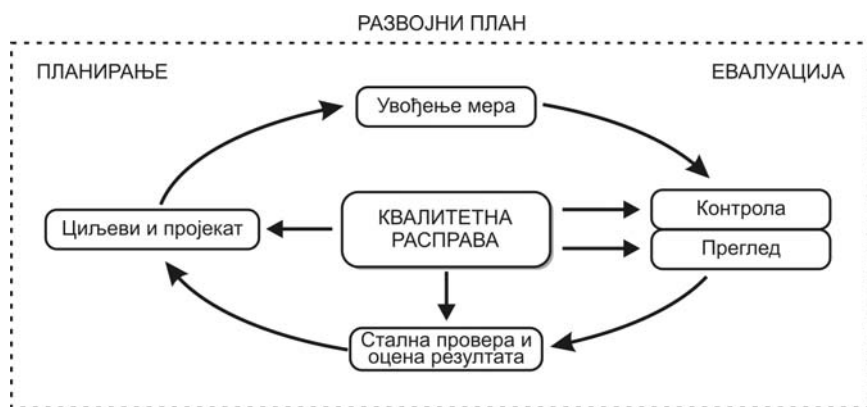 РАЗВОЈНИ ПЛАН
ПЛАНИРАЊЕ
ЕВАЛУАЦИЈА
Увођење мера
Циљеви и пројекат
КВАЛИТЕТНА
РАСПРАВА
Контрола
Преглед
Стална провера и
оцена резултата